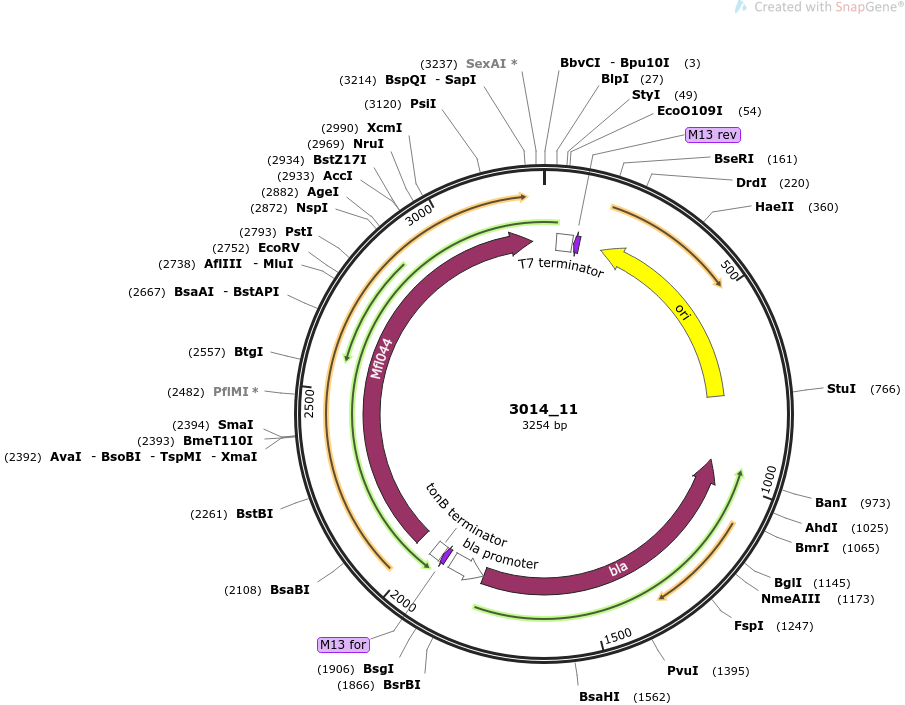 Created with SnapGene®
(3237) SexAI *
(3214) BspQI - SapI
(3120) PsiI
(2990) XcmI
(2969) NruI
(2934) BstZ17I
(2933) AccI
(2882) AgeI
(2872) NspI
(2793) PstI
(2752) EcoRV
(2738) AflIII - MluI
(2667) BsaAI - BstAPI
(2557) BtgI
(2482) PflMI *
(2394) SmaI
(2393) BmeT110I
(2392) AvaI - BsoBI - TspMI - XmaI
(2261) BstBI
(2108) BsaBI
M13 for
(1906) BsgI
(1866) BsrBI
BbvCI - Bpu10I (3)
BlpI (27)
StyI (49)
EcoO109I (54)
M13 rev
BseRI (161)
DrdI (220)
HaeII (360)
StuI (766)
BanI (973)
AhdI (1025)
BmrI (1065)
BglI (1145)
NmeAIII (1173)
FspI (1247)
PvuI (1395)
BsaHI (1562)
500
1000
1500
2000
2500
3000
T7 terminator
ori
Mfl044
tonB terminator
bla promoter
bla
3014_11
3254 bp